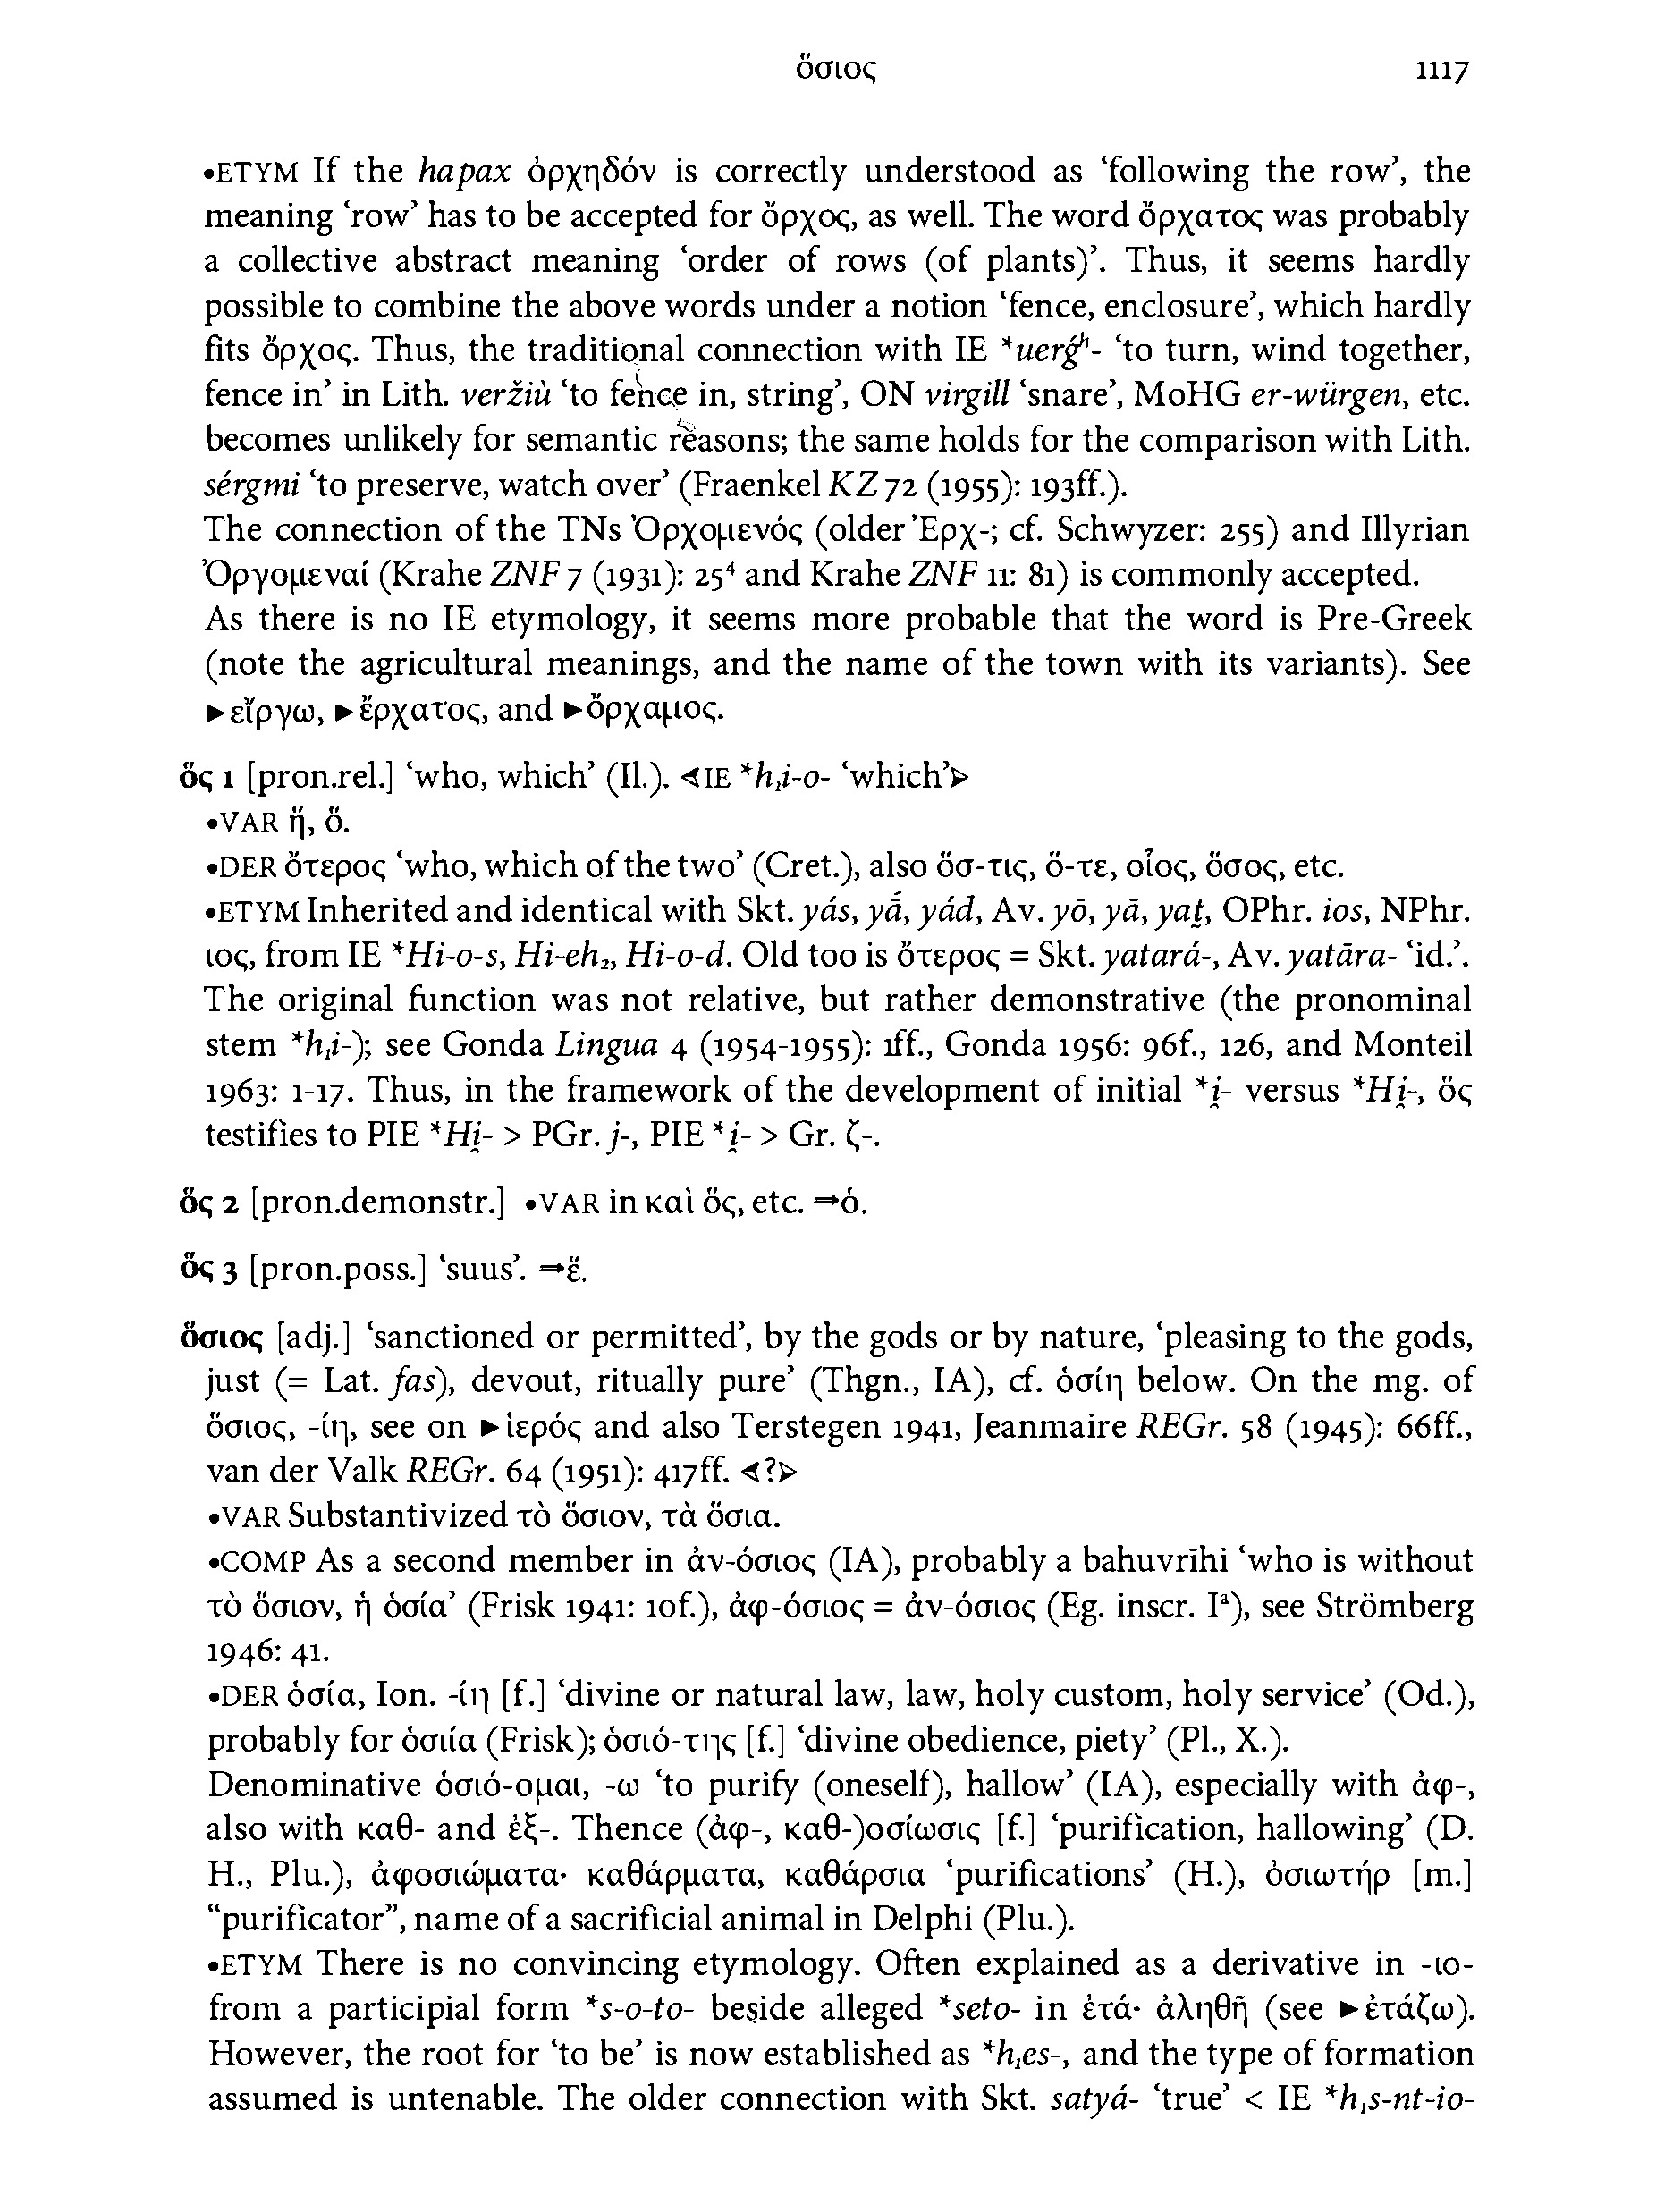 ὅσιος 1117
•ETYM If the hapax ὀρχηδόν is correctly understood as ‘following the row’, the
meaning ‘row’ has to be accepted for ὄρχος, as well. The word ὄρχατος was probably
a collective abstract meaning ‘order of rows (of plants)’. Thus, it seems hardly
possible to combine the above words under a notion ‘fence, enclosure’, which hardly
fits ὄρχος. Thus, the traditional connection with IE *uerǵʰ- ‘to turn, wind together,
fence in’ in Lith. veržiù ‘to fence in, string’, ON virgill ‘snare’, MoHG er-würgen, etc.
becomes unlikely for semantic reasons; the same holds for the comparison with Lith.
sérgmi ‘to preserve, watch over’ (Fraenkel KZ 72 (1955): 193ff.).
The connection of the TNs Ὀρχομενός (older Ἐρχ-; cf. Schwyzer: 255) and Illyrian
Ὀργομεναί (Krahe ZNF 7 (1931): 25⁴ and Krahe ZNF 11: 81) is commonly accepted.
As there is no IE etymology, it seems more probable that the word is Pre-Greek
(note the agricultural meanings, and the name of the town with its variants). See
►εἴργω, ►ἔρχατος, and ►ὄρχαμος.
ὅς 1 [pron.rel.] ‘who, which’ (Il.). ⊲IE *h₁i-o- ‘which’⊳
•VAR ἥ, ὅ.
•DER ὅτερος ‘who, which of the two’ (Cret.), also ὅσ-τις, ὅ-τε, οἷος, ὅσος, etc.
•ETYM Inherited and identical with Skt. yás, yā́, yád, Av. yō, yā, yat̰, OPhr. ios, NPhr.
ιος, from IE *Hi-o-s, Hi-eh₂, Hi-o-d. Old too is ὅτερος = Skt. yatará-, Av. yatāra- ‘id.’.
The original function was not relative, but rather demonstrative (the pronominal
stem *h₁i-); see Gonda Lingua 4 (1954-1955): 1ff., Gonda 1956: 96f., 126, and Monteil
1963: 1-17. Thus, in the framework of the development of initial *i̯- versus *Hi̯-, ὅς
testifies to PIE *Hi̯- > PGr. j-, PIE *i̯- > Gr. ζ-.
ὅς 2 [pron.demonstr.] •VAR in καὶ ὅς, etc. ⇒ὁ.
ὅς 3 [pron.poss.] ‘suus’. ⇒ἕ.
ὅσιος [adj.] ‘sanctioned or permitted’, by the gods or by nature, ‘pleasing to the gods,
just (= Lat. fas), devout, ritually pure’ (Thgn., IA), cf. ὁσίη below. On the mg. of
ὅσιος, -ίη, see on ►ἱερός and also Terstegen 1941, Jeanmaire REGr. 58 (1945): 66ff.,
van der Valk REGr. 64 (1951): 417ff. ⊲?⊳
•VAR Substantivized τὸ ὅσιον, τὰ ὅσια.
•COMP As a second member in ἀν-όσιος (IA), probably a bahuvrīhi ‘who is without
τὸ ὅσιον, ἡ ὁσία’ (Frisk 1941: 10f.), ἀφ-όσιος = ἀν-όσιος (Eg. inscr. Iᵃ), see Strömberg
1946: 41.
•DER ὁσία, Ion. -ίη [f.] ‘divine or natural law, law, holy custom, holy service’ (Od.),
probably for ὁσιία (Frisk); ὁσιό-της [f.] ‘divine obedience, piety’ (Pl., X.).
Denominative ὁσιό-ομαι, -ω ‘to purify (oneself), hallow’ (IA), especially with ἀφ-,
also with καθ- and ἐξ-. Thence (ἀφ-, καθ-)οσίωσις [f.] ‘purification, hallowing’ (D.
H., Plu.), ἀφοσιώματα· καθάρματα, καθάρσια ‘purifications’ (H.), ὁσιωτήρ [m.]
“purificator”, name of a sacrificial animal in Delphi (Plu.).
•ETYM There is no convincing etymology. Often explained as a derivative in -ιο-
from a participial form *s-o-to- beside alleged *seto- in ἐτά· ἀληθῆ (see ►ἐτάζω).
However, the root for ‘to be’ is now established as *h₁es-, and the type of formation
assumed is untenable. The older connection with Skt. satyá- ‘true’ < IE *h₁s-nt-io-